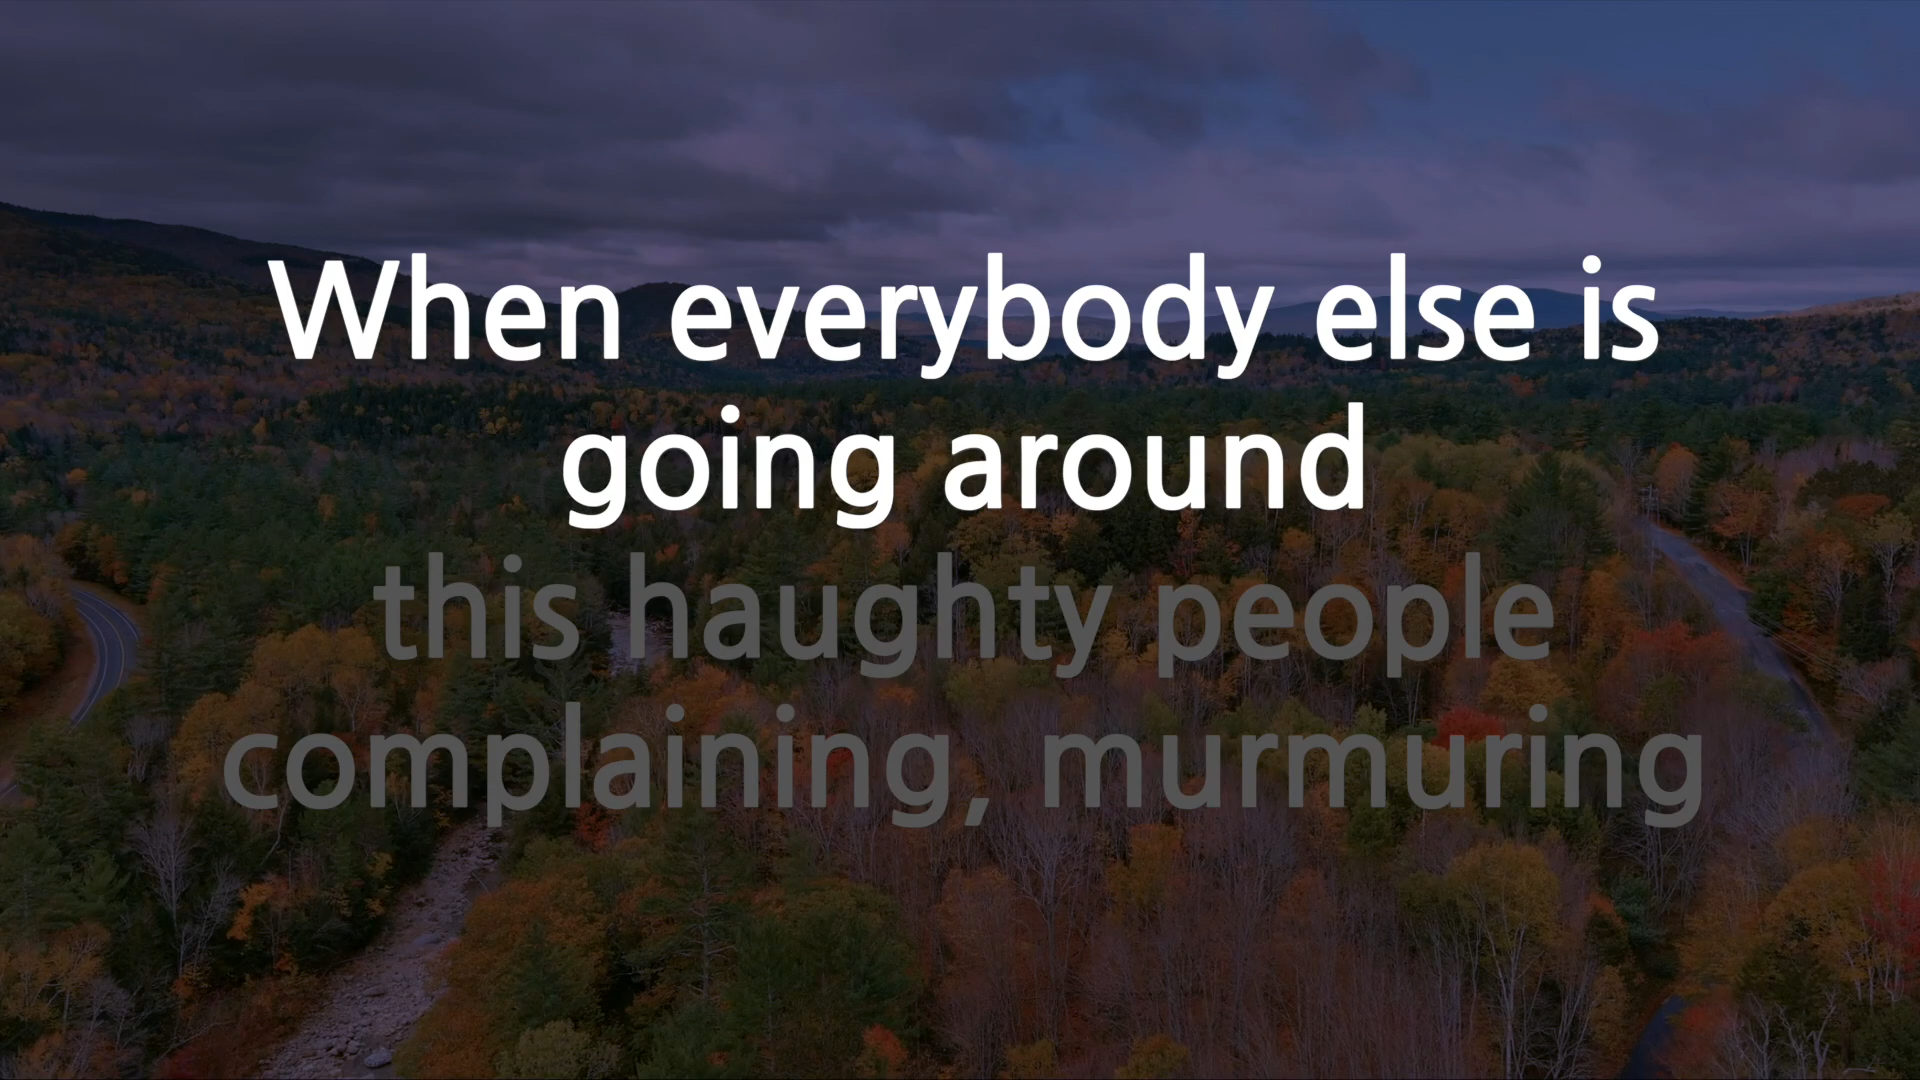 When everybody else is
going around
this haughty people
complaining, murmuring